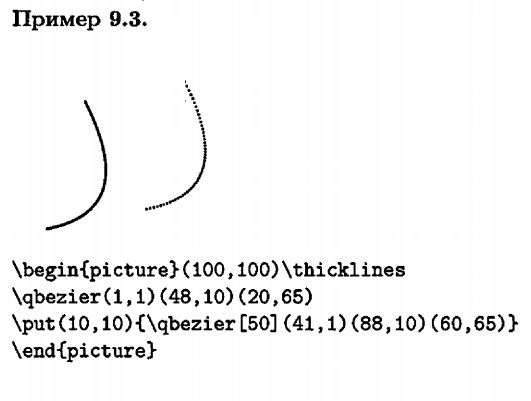 Пример 9.3.
\begin{picture}(100,100)\thicklines
\qbezier(1,1)(48,10)(20,65)
\put(10,10){\qbezier[50](41,1)(88,10)(60,65)}
\end{picture}